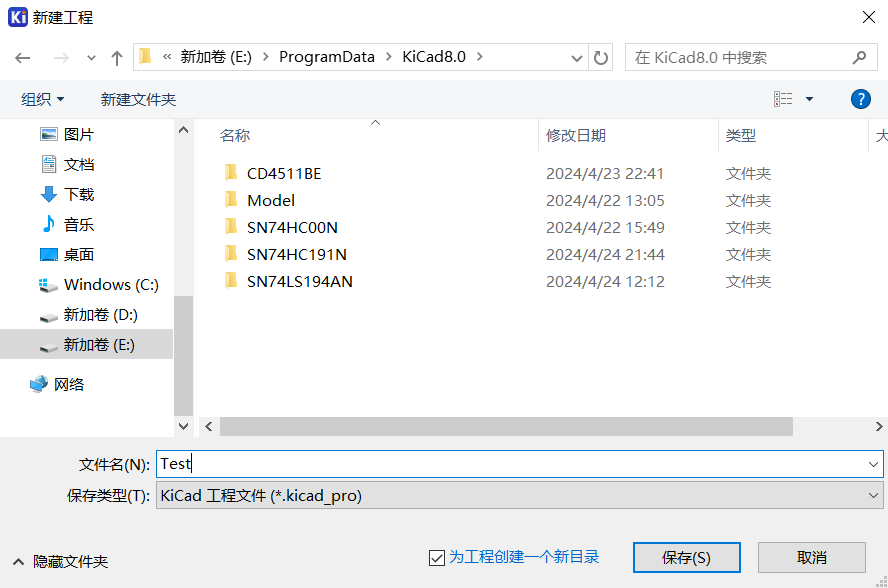 Ki 新建工程
« 新加卷 (E:) > ProgramData > KiCad8.0 >
在 KiCad8.0 中搜索
组织 新建文件夹 ?
图片
文档
下载
音乐
桌面
Windows (C:)
新加卷 (D:)
新加卷 (E:)
网络
名称 修改日期 类型 大
CD4511BE 2024/4/23 22:41 文件夹
Model 2024/4/22 13:05 文件夹
SN74HC00N 2024/4/22 15:49 文件夹
SN74HC191N 2024/4/24 21:44 文件夹
SN74LS194AN 2024/4/24 12:12 文件夹
文件名(N): Test
保存类型(T): KiCad 工程文件 (*.kicad_pro)
隐藏文件夹
为工程创建一个新目录
保存(S)
取消